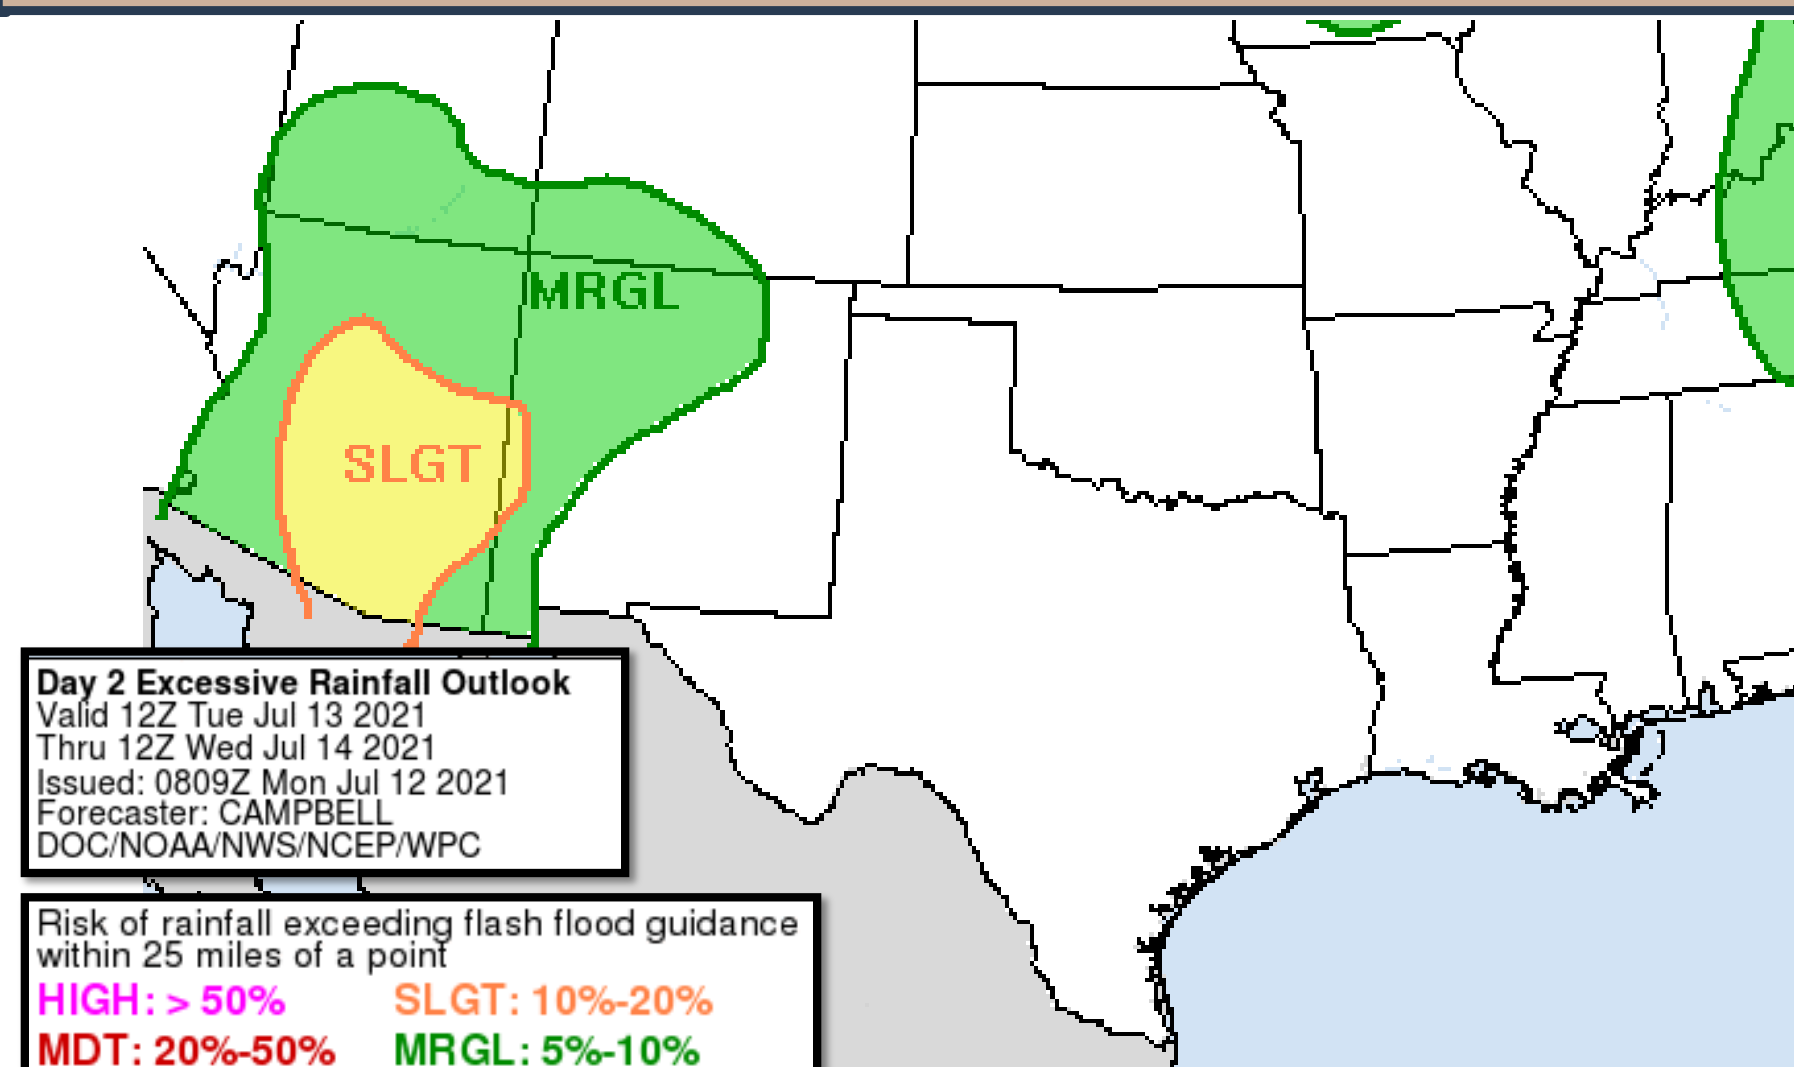 MRGL
SLGT
Day 2 Excessive Rainfall Outlook
Valid 12Z Tue Jul 13 2021
Thru 12Z Wed Jul 14 2021
Issued: 0809Z Mon Jul 12 2021
Forecaster: CAMPBELL
DOC/NOAA/NWS/NCEP/WPC
Risk of rainfall exceeding flash flood guidance
within 25 miles of a point
HIGH: > 50% SLGT: 10%-20%
MDT: 20%-50% MRGL: 5%-10%